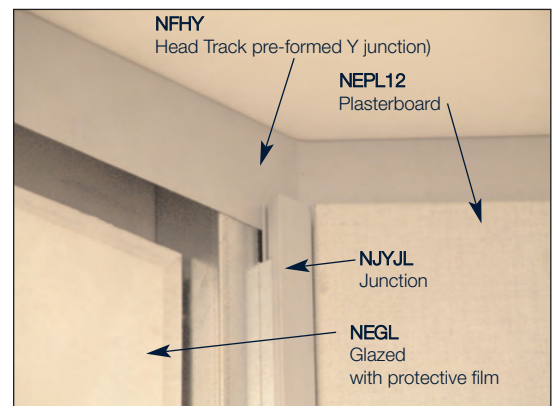 NFHY
Head Track pre-formed Y junction)
NEPL12
Plasterboard
NJYJL
Junction
NEGL
Glazed
with protective film